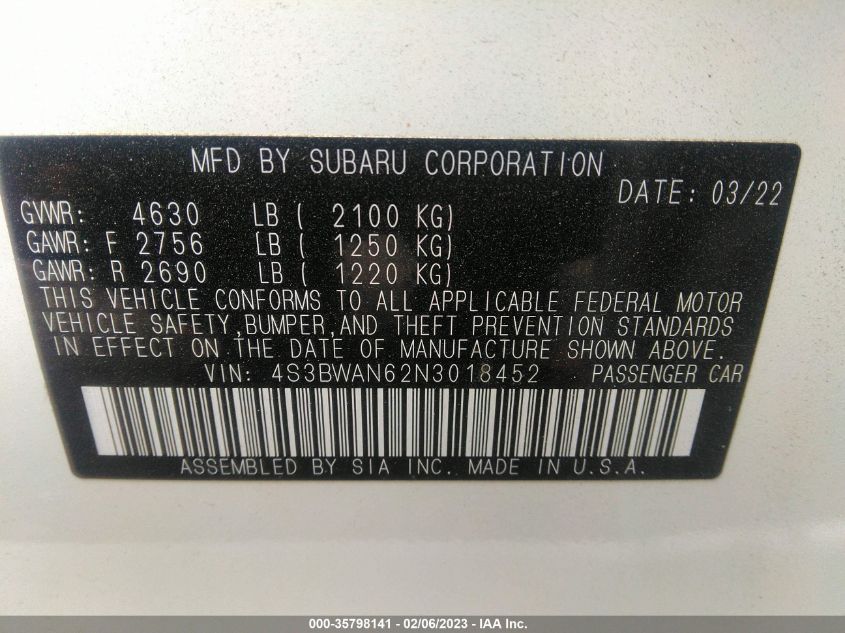 MFD BY SUBARU CORPORATION
DATE: 03/22
GVWR: 4630 LB ( 2100 KG)
GAWR: F 2756 LB ( 1250 KG)
GAWR: R 2690 LB ( 1220 KG)
THIS VEHICLE CONFORMS TO ALL APPLICABLE FEDERAL MOTOR
VEHICLE SAFETY,BUMPER,AND THEFT PREVENTION STANDARDS
IN EFFECT ON THE DATE OF MANUFACTURE SHOWN ABOVE.
VIN: 4S3BWAN62N3018452 PASSENGER CAR
ASSEMBLED BY SIA INC. MADE IN U.S.A.
000-35798141 - 02/06/2023 - IAA Inc.